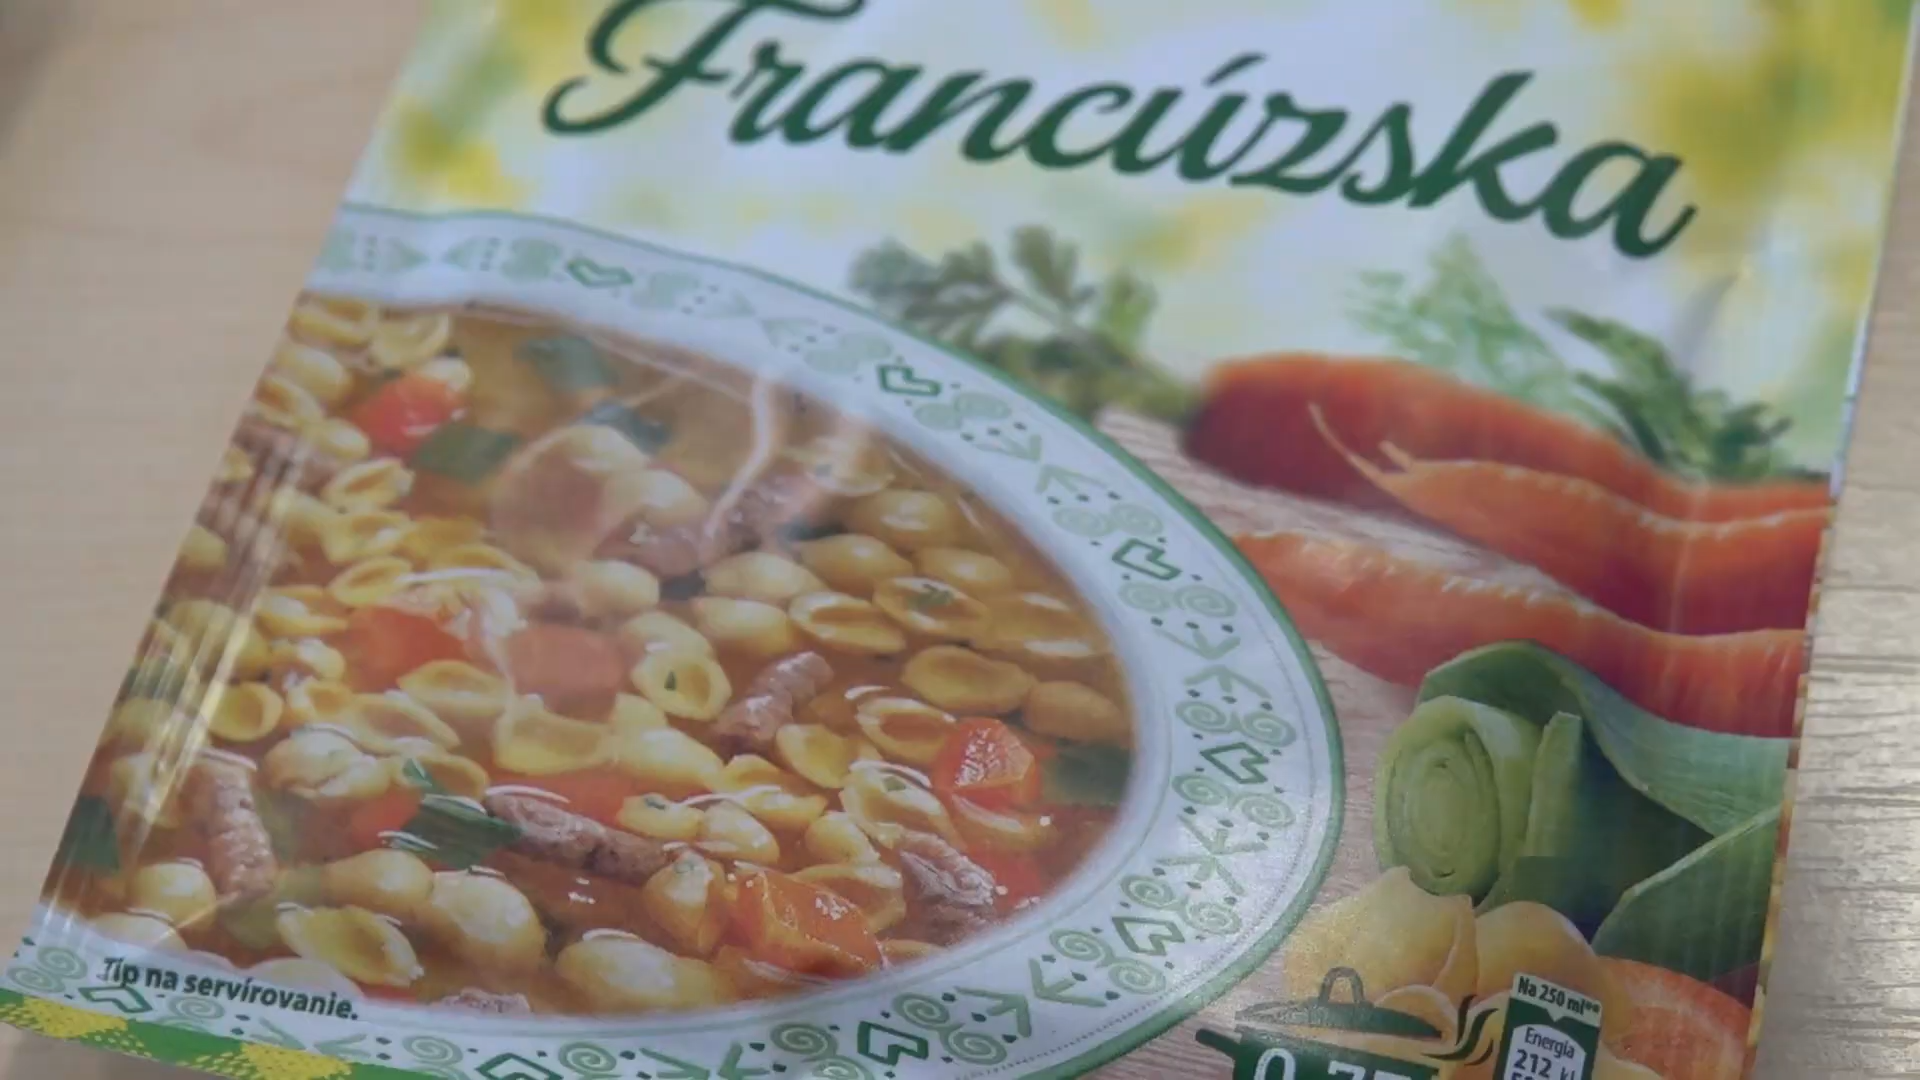 Francúzska
Tip na servírovanie.
Na 250 ml**
Energia
212 kJ